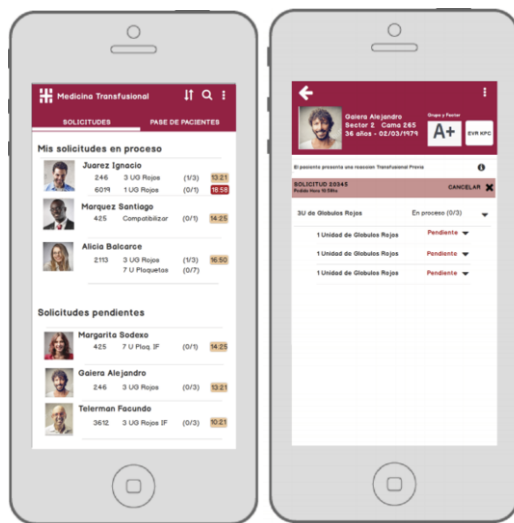 Medicina Transfusional
SOLICITUDES PASE DE PACIENTES
Mis solicitudes en proceso
Juarez Ignacio
246 3 UG Rojos (1/3) 13:21
6019 1 UG Rojos (0/1) 18:58
Marquez Santiago
425 Compatibilizar (0/1) 14:25
Alicia Balcarce
2113 3 UG Rojos (1/3) 16:50
7 U Plaquetas (0/7)
Solicitudes pendientes
Margarita Sodexo
425 7 U Plaq IF (0/1) 14:25
Gaiera Alejandro
246 3 UG Rojos (0/3) 13:21
Telerman Facundo
3612 3 UG Rojos IF (0/3) 10:21
Gaiera Alejandro
Sector 2 Cama 265
36 años - 02/03/1979
Grupo y Factor
A+
EVR KPC
El paciente presenta una reaccion Transfusional Previa
SOLICITUD 23345
CANCELAR
3U de Globulos Rojos En proceso (0/3)
1 Unidad de Globulos Rojos Pendiente
1 Unidad de Globulos Rojos Pendiente
1 Unidad de Globulos Rojos Pendiente